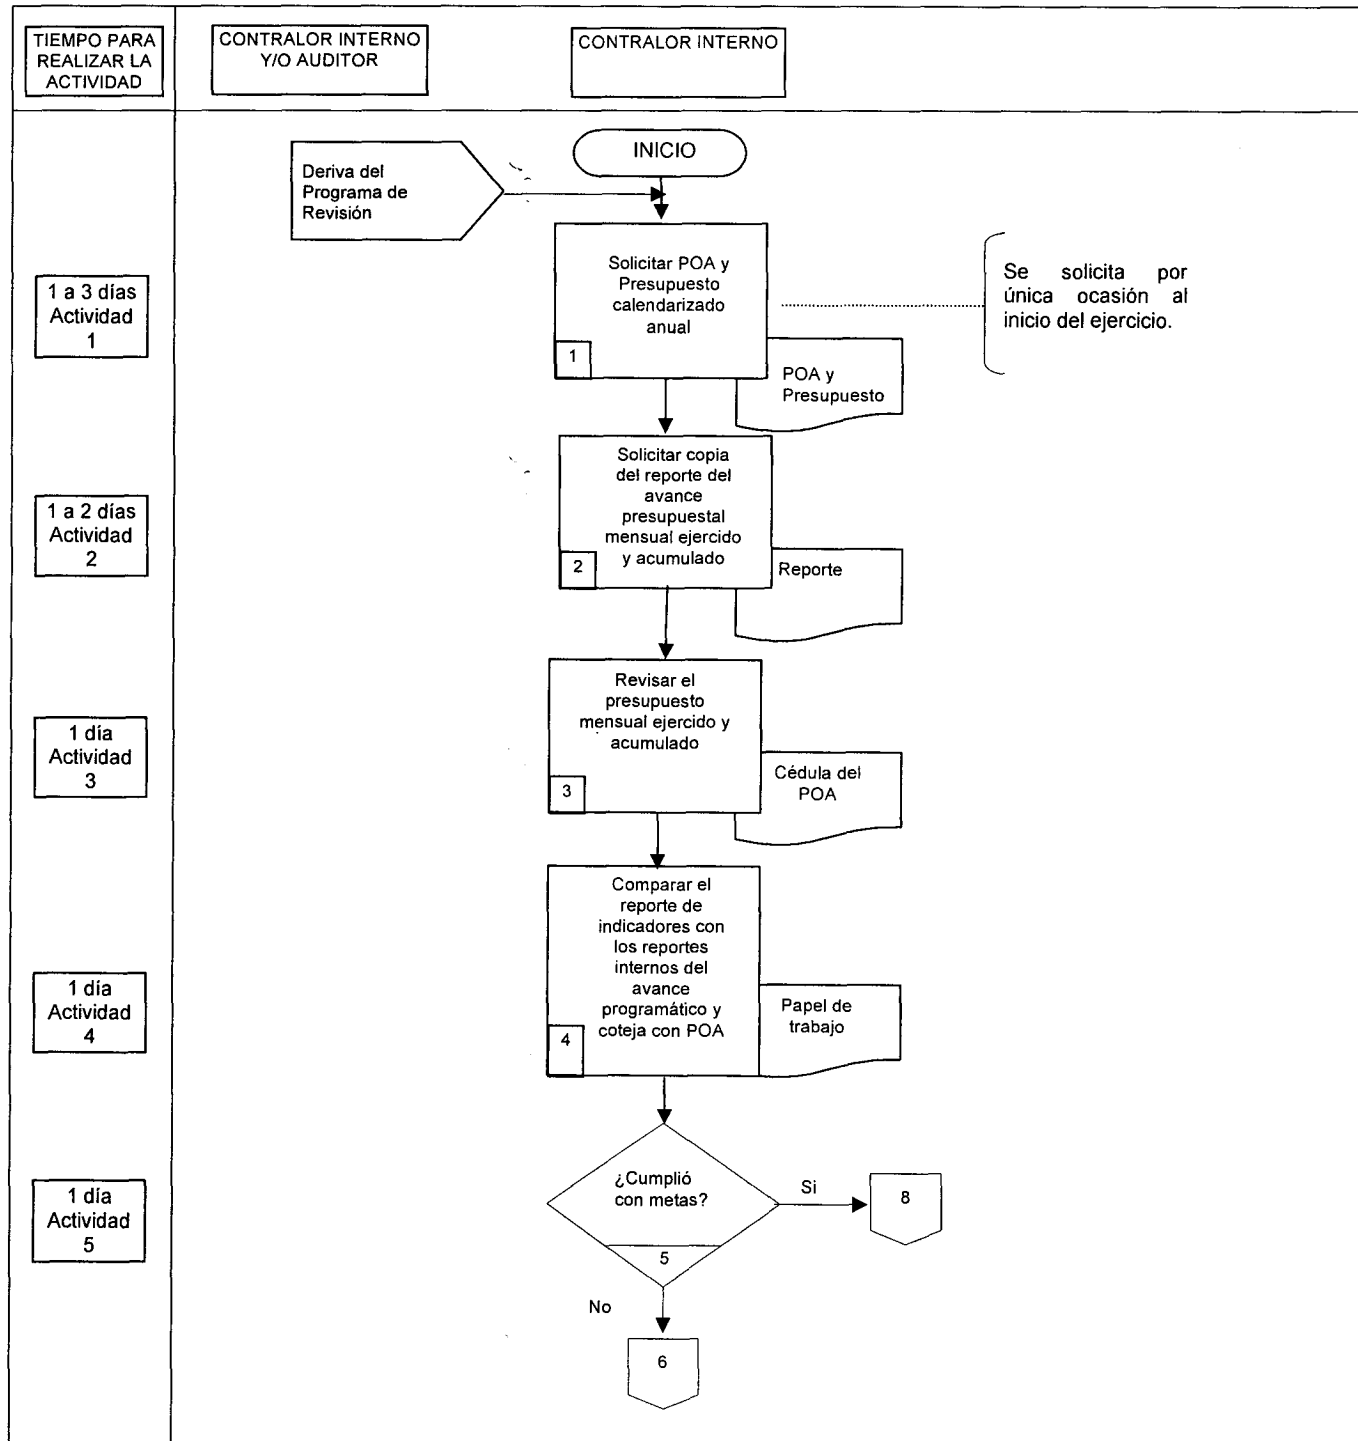 TIEMPO PARA
REALIZAR LA
ACTIVIDAD
CONTRALOR INTERNO
Y/O AUDITOR
CONTRALOR INTERNO
INICIO
Deriva del
Programa de
Revisión
1 a 3 días
Actividad
1
Solicitar POA y
Presupuesto
calendarizado
anual
1
POA y
Presupuesto
Se solicita por
única ocasión al
inicio del ejercicio.
1 a 2 días
Actividad
2
Solicitar copia
del reporte del
avance
presupuestal
mensual ejercido
y acumulado
2
Reporte
1 día
Actividad
3
Revisar el
presupuesto
mensual ejercido y
acumulado
3
Cédula del
POA
1 día
Actividad
4
Comparar el
reporte de
indicadores con
los reportes
internos del
avance
programático y
coteja con POA
4
Papel de
trabajo
1 día
Actividad
5
¿Cumplió
con metas?
5
Si
8
No
6